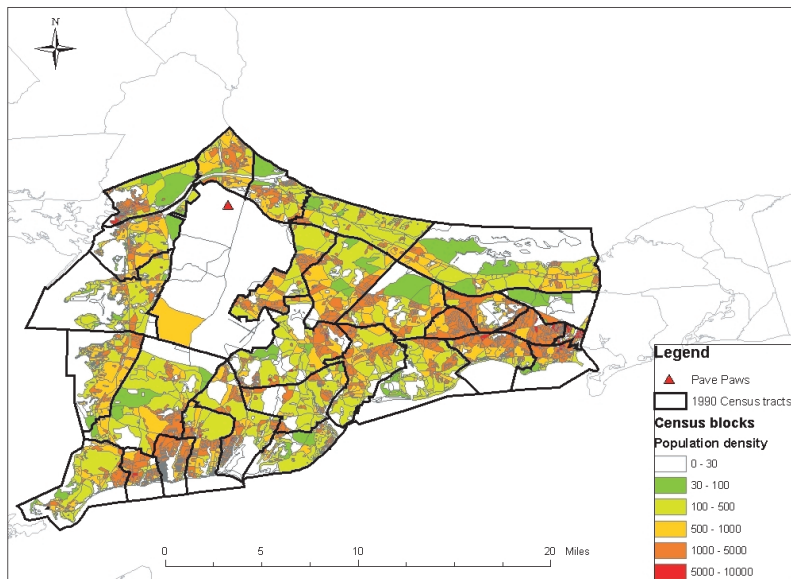 N
Legend
Pave Paws
1990 Census tracts
Census blocks
Population density
0 - 30
30 - 100
100 - 500
500 - 1000
1000 - 5000
5000 - 10000
0 5 10 20 Miles